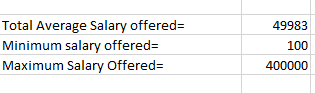 Total Average Salary offered= 49983
Minimum salary offered= 100
Maximum Salary Offered= 400000